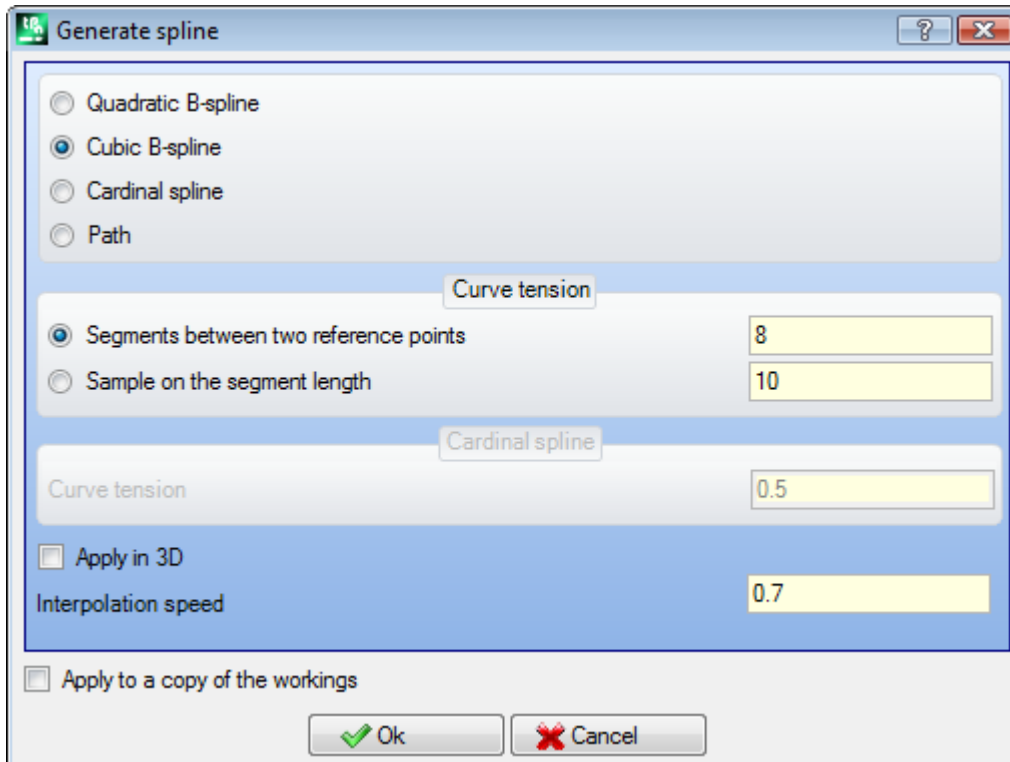 Generate spline
Quadratic B-spline
Cubic B-spline
Cardinal spline
Path
Curve tension
Segments between two reference points 8
Sample on the segment length 10
Cardinal spline
Curve tension 0.5
Apply in 3D
Interpolation speed 0.7
Apply to a copy of the workings
Ok Cancel